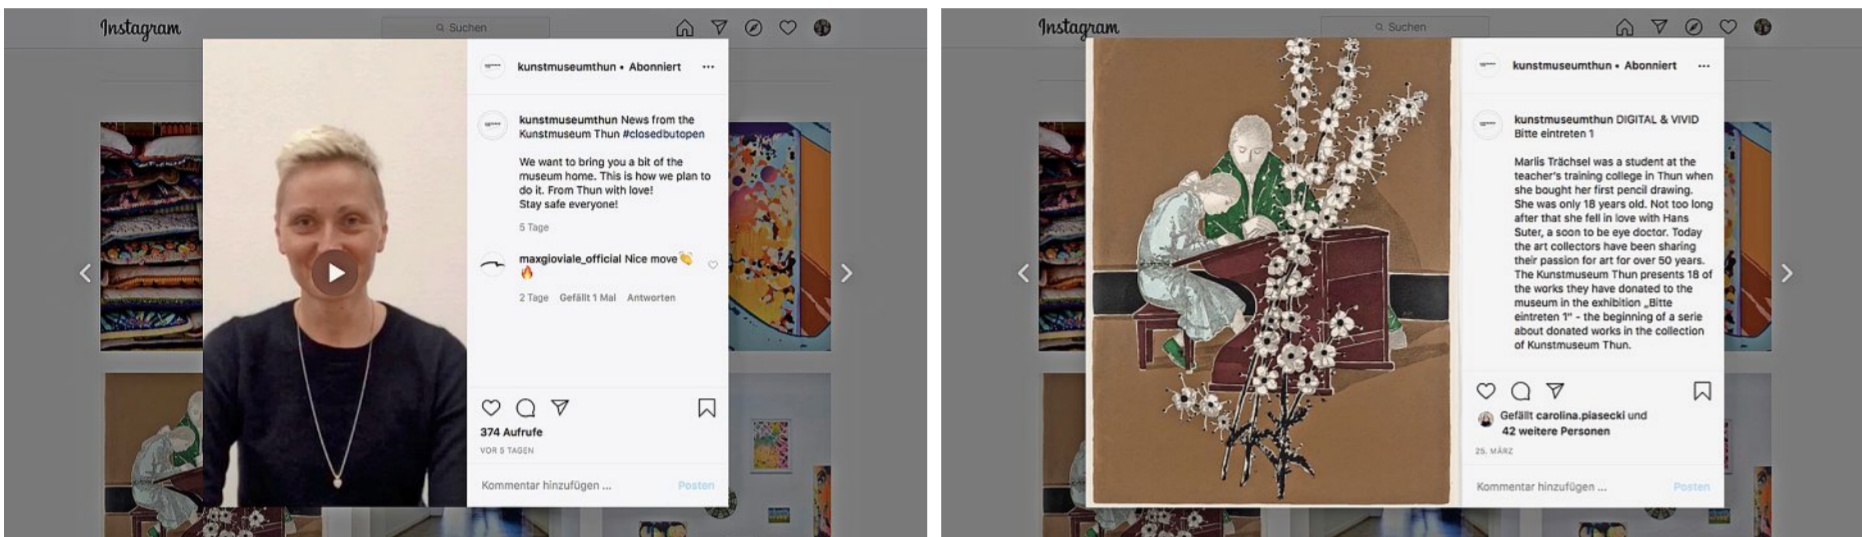 Instagram
Suchen
kunstmuseumthun • Abonniert
kunstmuseumthun News from the
Kunstmuseum Thun #closedbutopen
We want to bring you a bit of the
museum home. This is how we plan to
do it. From Thun with love!
Stay safe everyone!
5 Tage
maxgioviale_official Nice move👏
🔥
2 Tage Gefällt 1 Mal Antworten
374 Aufrufe
VOR 5 TAGEN
Kommentar hinzufügen ... Posten
Instagram
Suchen
kunstmuseumthun • Abonniert
kunstmuseumthun DIGITAL & VIVID
Bitte eintreten 1
Marlis Trächsel was a student at the
teacher's training college in Thun when
she bought her first pencil drawing.
She was only 18 years old. Not too long
after that she fell in love with Hans
Suter, a soon to be eye doctor. Today
the art collectors have been sharing
their passion for art for over 50 years.
The Kunstmuseum Thun presents 18 of
the works they have donated to the
museum in the exhibition „Bitte
eintreten 1" - the beginning of a serie
about donated works in the collection
of Kunstmuseum Thun.
Gefällt carolina.piasecki und
42 weitere Personen
25. MÄRZ
Kommentar hinzufügen ... Posten